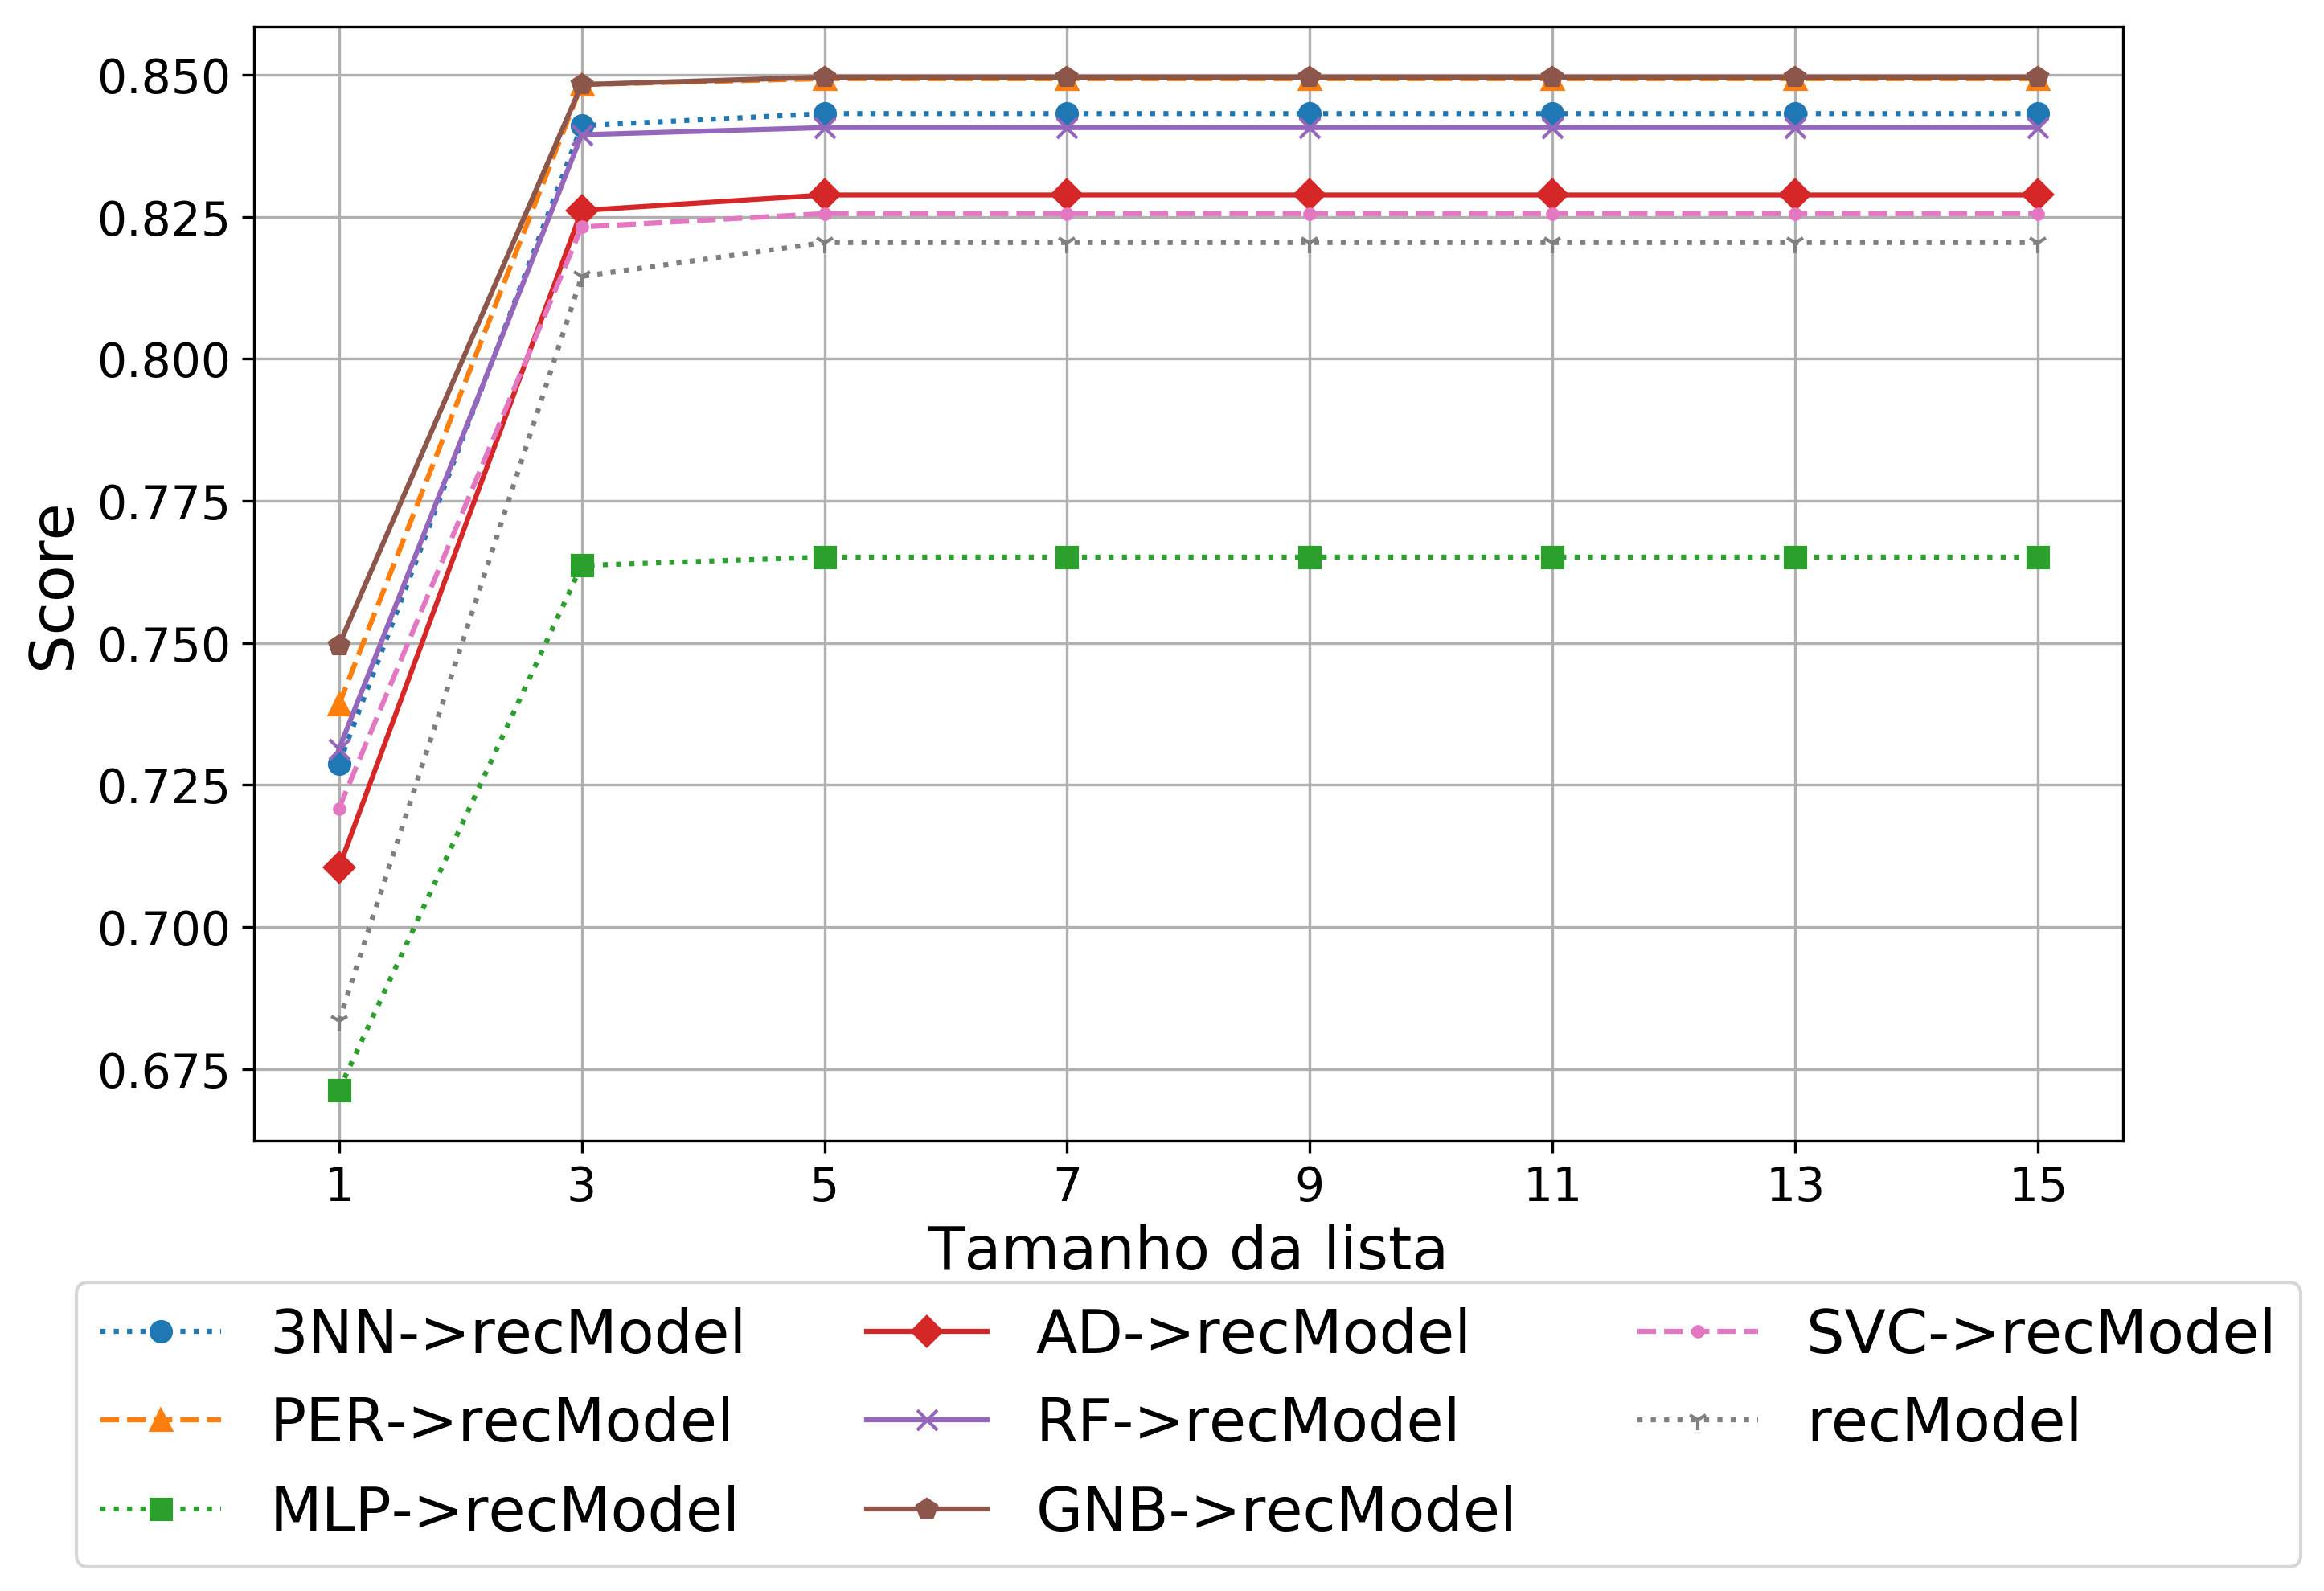 0.850
0.825
0.800
0.775
0.750
0.725
0.700
0.675
Score
1 3 5 7 9 11 13 15
Tamanho da lista
3NN->recModel AD->recModel SVC->recModel
PER->recModel RF->recModel recModel
MLP->recModel GNB->recModel